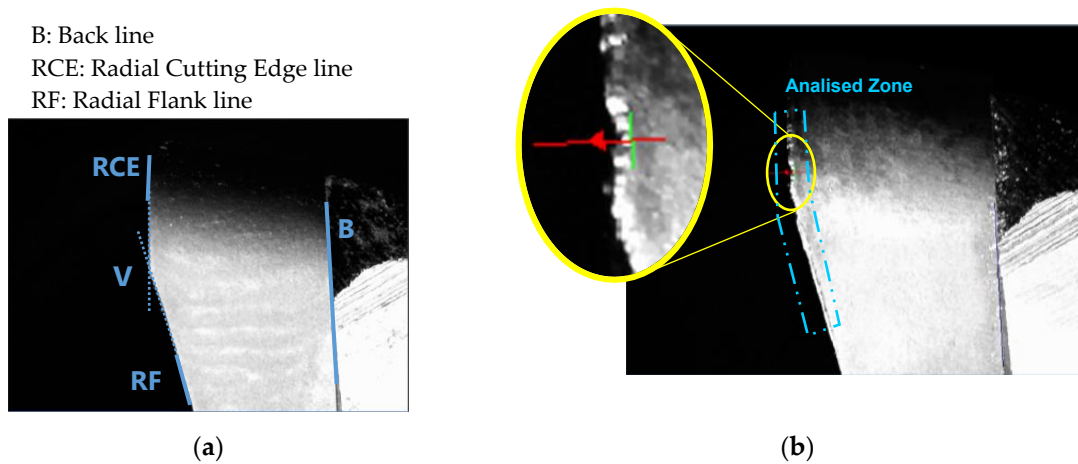 B: Back line
RCE: Radial Cutting Edge line
RF: Radial Flank line
RCE
B
V
RF
(a)
Analised Zone
(b)